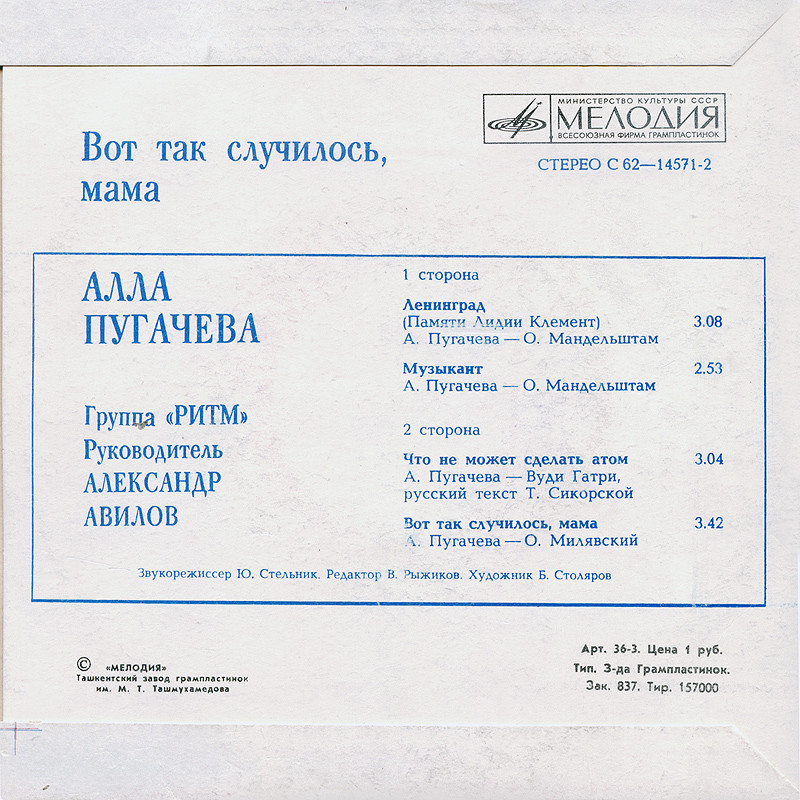 МИНИСТЕРСТВО КУЛЬТУРЫ СССР
МЕЛОДИЯ
ВСЕСОЮЗНАЯ ФИРМА ГРАМПЛАСТИНОК
СТЕРЕО С 62—14571-2
Вот так случилось,
мама
АЛЛА
ПУГАЧЕВА
Группа «РИТМ»
Руководитель
АЛЕКСАНДР
АВИЛОВ
1 сторона
Ленинград
(Памяти Лидии Клемент) 3.08
А. Пугачева — О. Мандельштам
Музыкант 2.53
А. Пугачева — О. Мандельштам
2 сторона
Что не может сделать атом 3.04
А. Пугачева — Вуди Гатри,
русский текст Т. Сикорской
Вот так случилось, мама 3.42
А. Пугачева — О. Милявский
Звукорежиссер Ю. Стельник. Редактор В. Рыжиков. Художник Б. Столяров
© «МЕЛОДИЯ»
Ташкентский завод грампластинок
им. М. Т. Ташмухамедова
Арт. 36-3. Цена 1 руб.
Тип. З-да Грампластинок.
Зак. 837. Тир. 157000